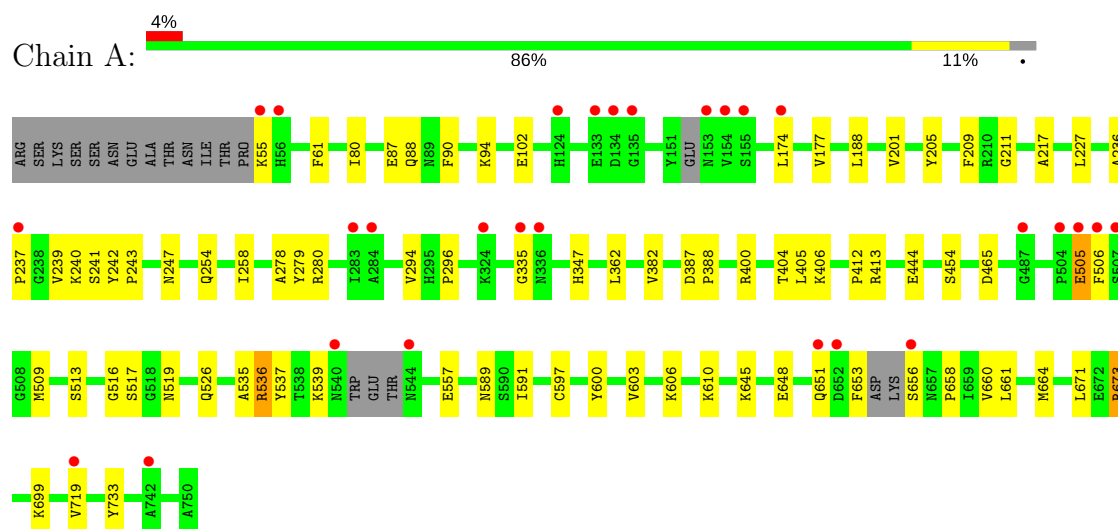 4%
Chain A:
86% 11% •
ARG SER LYS SER SER ASN GLU ALA THR ASN ILE THR PRO K55 H56 F61 I80 E87 Q88 N89 F90 K94 E102 H124 E133 D134 G135 Y151 GLU N153 V154 S155 L174 V177 L188 V201 Y205 F209 R210 G211 A217 L227 A236
P237 G238 V239 K240 S241 Y242 P243 N247 Q254 I258 A278 Y279 R280 I283 A284 V294 H295 P296 K324 G335 N336 H347 L362 V382 D387 P388 R400 T404 L405 K406 P412 R413 E444 S454 D465 G487 P504 E505 F506 S507
G508 M509 S513 G516 S517 G518 N519 Q526 A535 R536 Y537 T538 K539 N540 TRP GLU THR N544 E557 N589 S590 I591 C597 Y600 V603 K606 K610 K645 E648 Q651 D652 F653 ASP LYS S656 N657 P658 I659 V660 L661 M664 L671 E672 R673
K699 V719 Y733 A742 A750